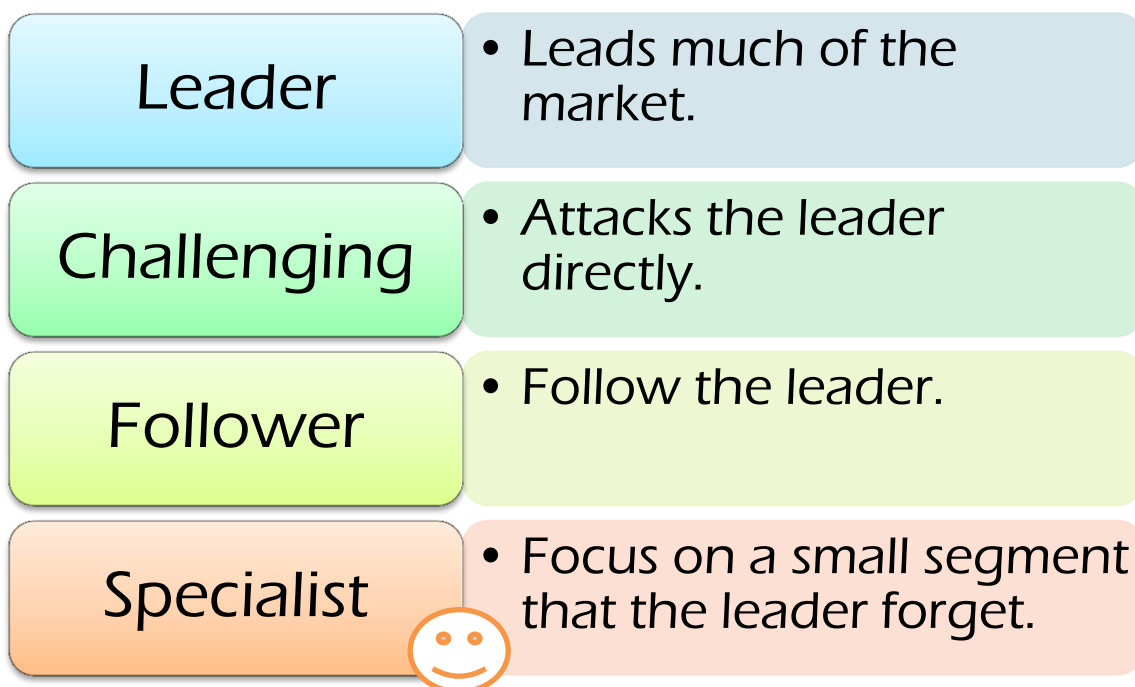 Leader
• Leads much of the
market.
Challenging
• Attacks the leader
directly.
Follower
• Follow the leader.
Specialist
• Focus on a small segment
that the leader forget.